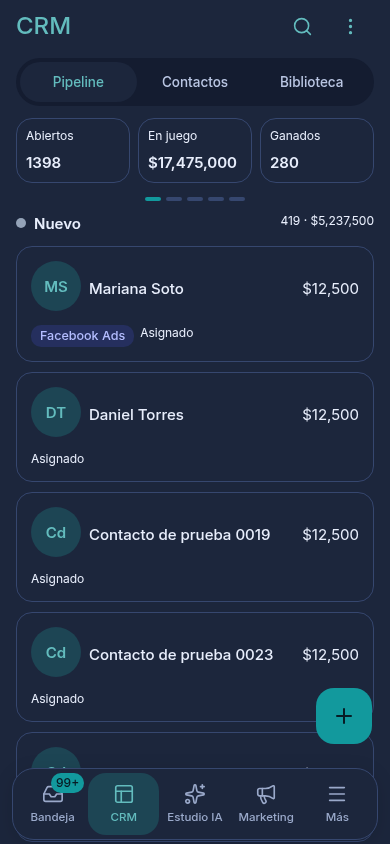 CRM
Pipeline
Contactos
Biblioteca
Abiertos
En juego
Ganados
1398
$17,475,000
280
Nuevo
419 · $5,237,500
MS
Mariana Soto
$12,500
Facebook Ads
Asignado
DT
Daniel Torres
$12,500
Asignado
Cd
Contacto de prueba 0019
$12,500
Asignado
Cd
Contacto de prueba 0023
$12,500
Asignado
99+
Bandeja
CRM
Estudio IA
Marketing
Más